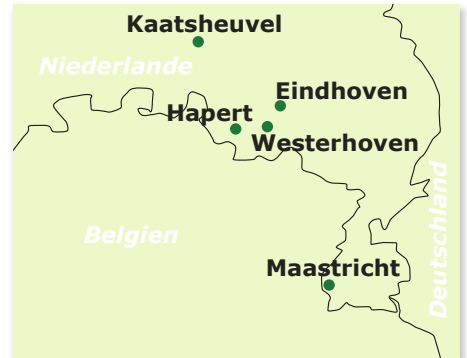 Kaatsheuvel
Niederlande
Eindhoven
Hapert
Westerhoven
Deutschland
Belgien
Maastricht